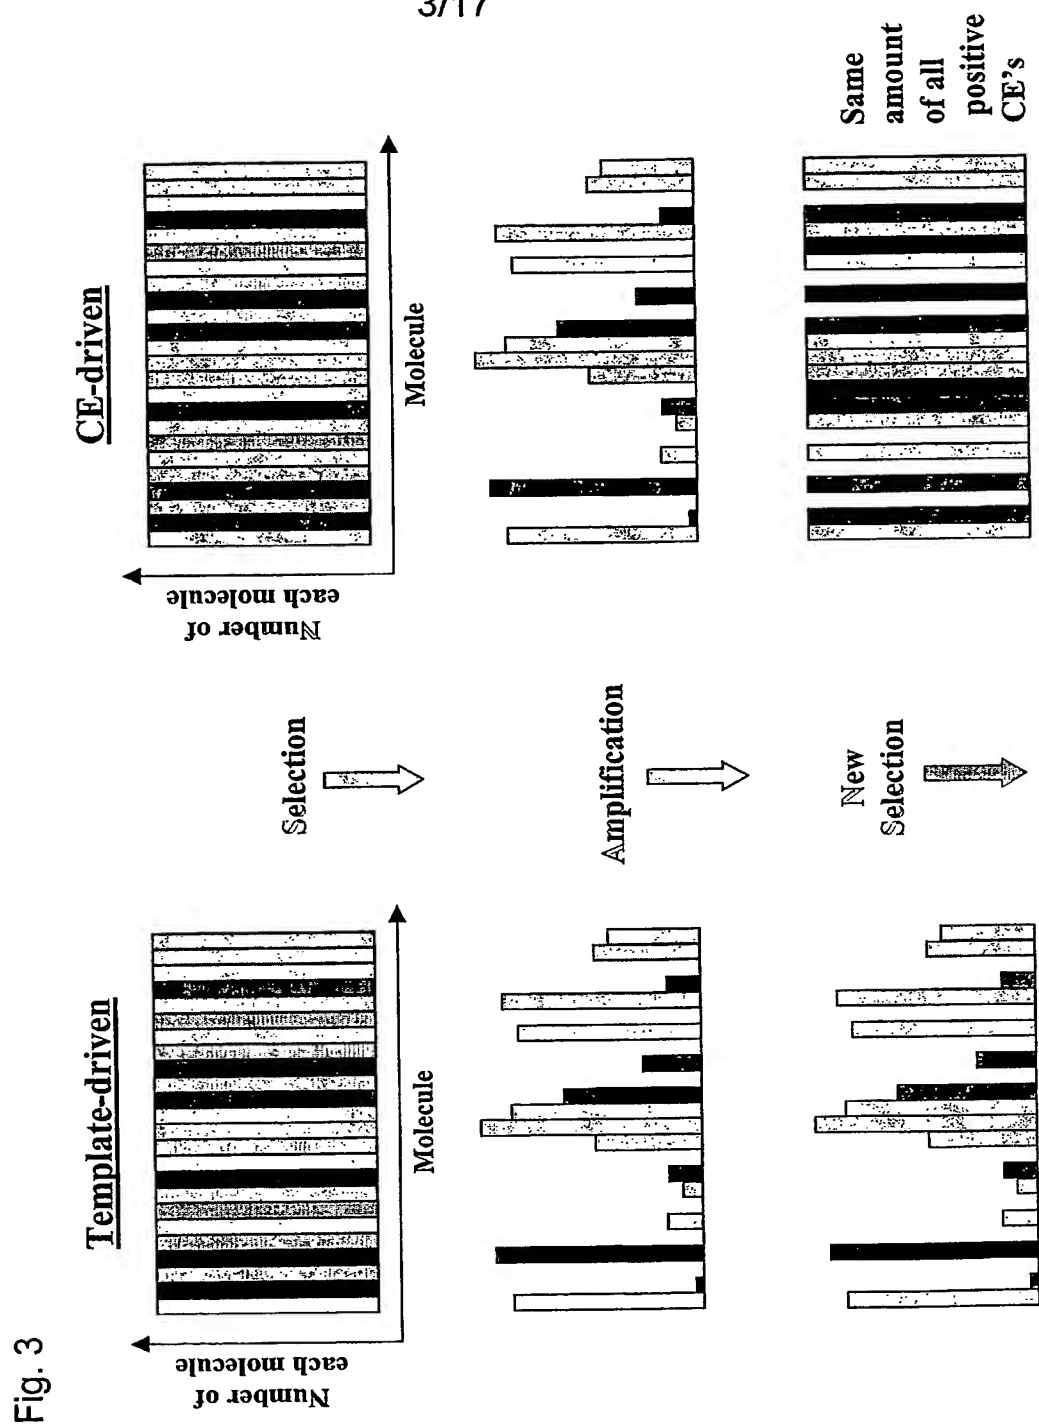 3/17
Fig. 3
Template-driven
CE-driven
Number of
each molecule
Molecule
Selection
Number of
each molecule
Molecule
Amplification
New
Selection
Same
amount
of all
positive
CE's